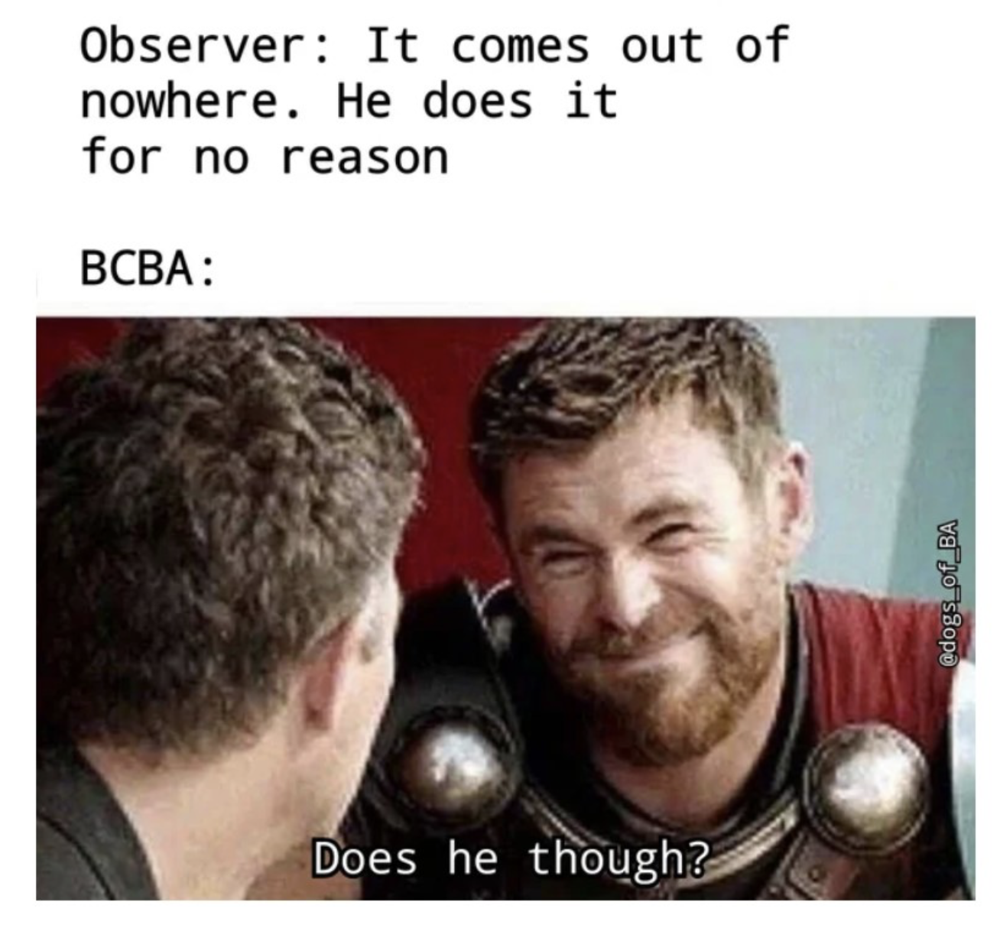 Observer: It comes out of
nowhere. He does it
for no reason
BCBA:
@dogs_of_BA
Does he though?